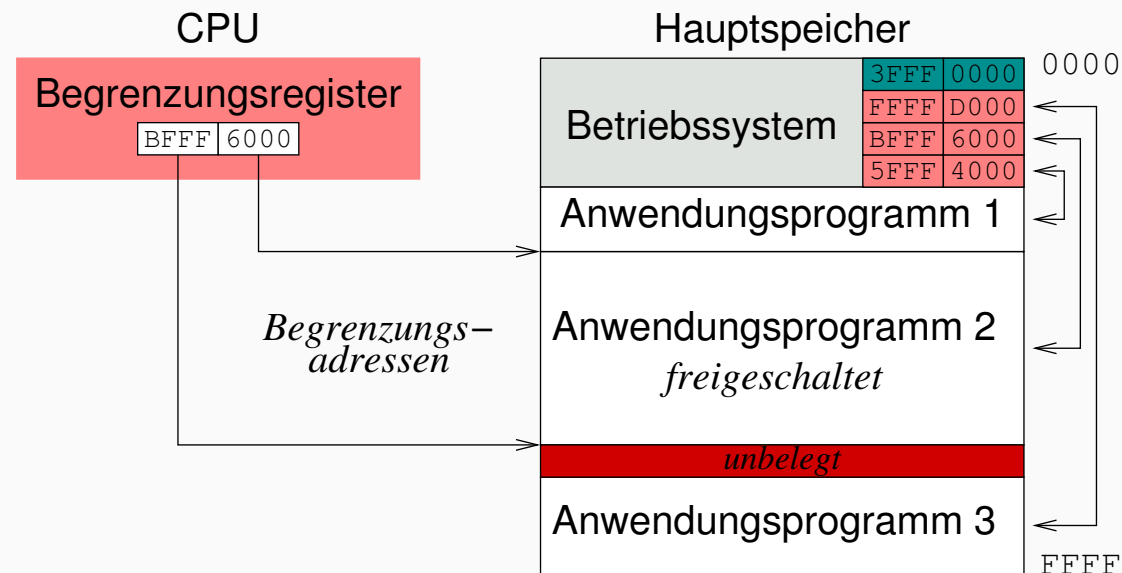 CPU
Hauptspeicher
Begrenzungsregister
BFFF 6000
0000
3FFF 0000
FFFF D000
BFFF 6000
5FFF 4000
Betriebssystem
Anwendungsprogramm 1
Begrenzungs-
adressen
Anwendungsprogramm 2
freigeschaltet
unbelegt
Anwendungsprogramm 3
FFFF